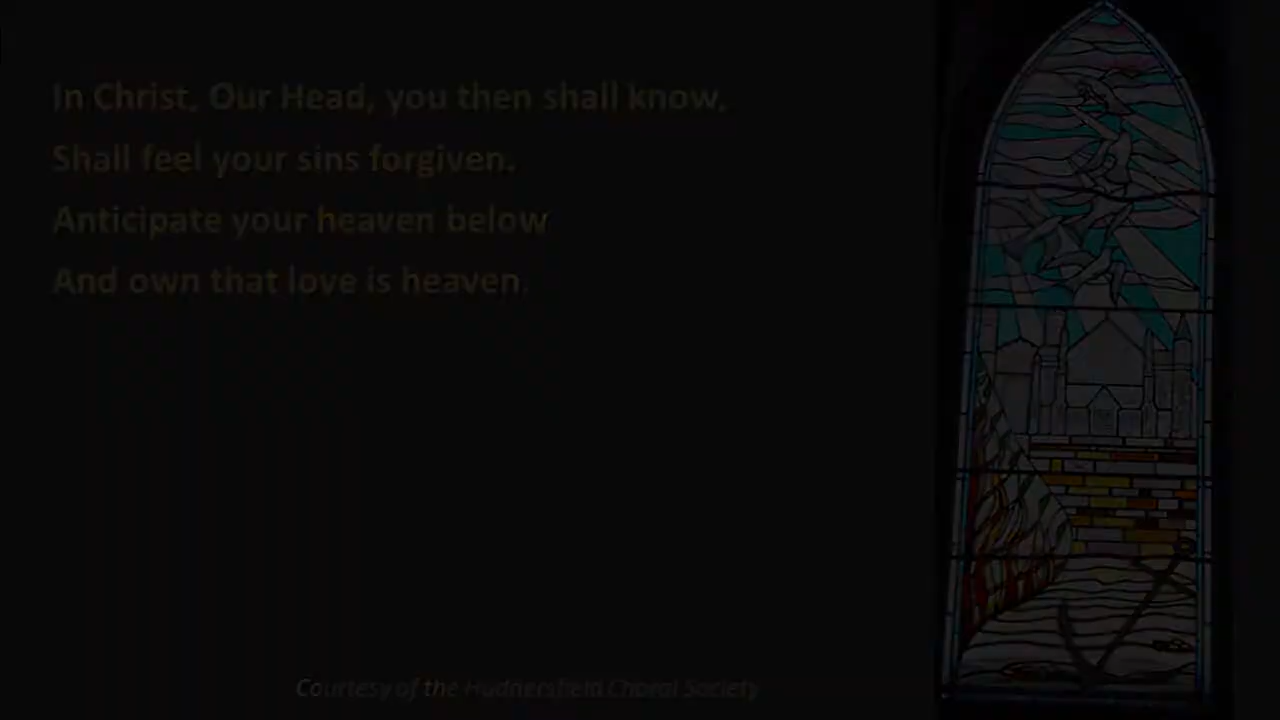 In Christ, Our Head, you then shall know,
Shall feel your sins forgiven.
Anticipate your heaven below
And own that love is heaven.
Courtesy of the Huddersfield Choral Society